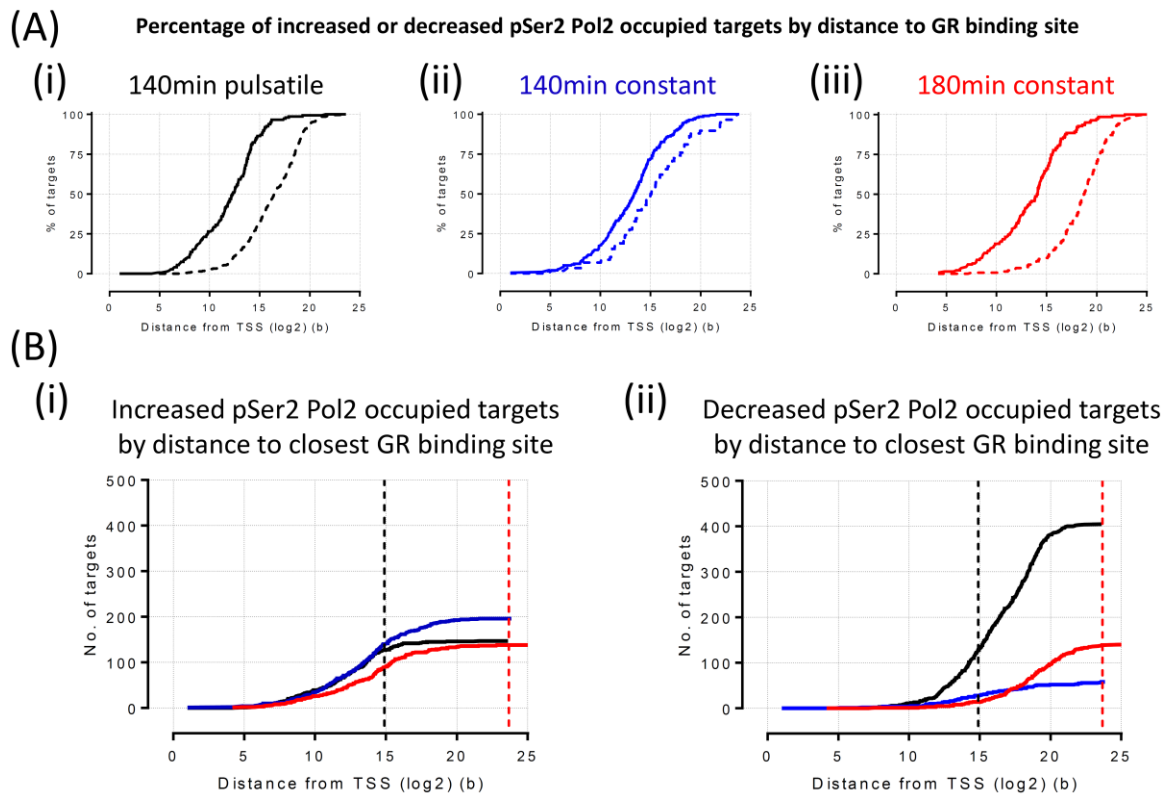 (A)
Percentage of increased or decreased pSer2 Pol2 occupied targets by distance to GR binding site
(i)
140min pulsatile
100
75
50
25
0
% of targets
0 5 10 15 20 25
Distance from TSS (log2) (b)
(ii)
140min constant
100
75
50
25
0
% of targets
0 5 10 15 20 25
Distance from TSS (log2) (b)
(iii)
180min constant
100
75
50
25
0
% of targets
0 5 10 15 20 25
Distance from TSS (log2) (b)
(B)
(i)
Increased pSer2 Pol2 occupied targets
by distance to closest GR binding site
500
400
300
200
100
0
No. of targets
0 5 10 15 20 25
Distance from TSS (log2) (b)
(ii)
Decreased pSer2 Pol2 occupied targets
by distance to closest GR binding site
500
400
300
200
100
0
No. of targets
0 5 10 15 20 25
Distance from TSS (log2) (b)